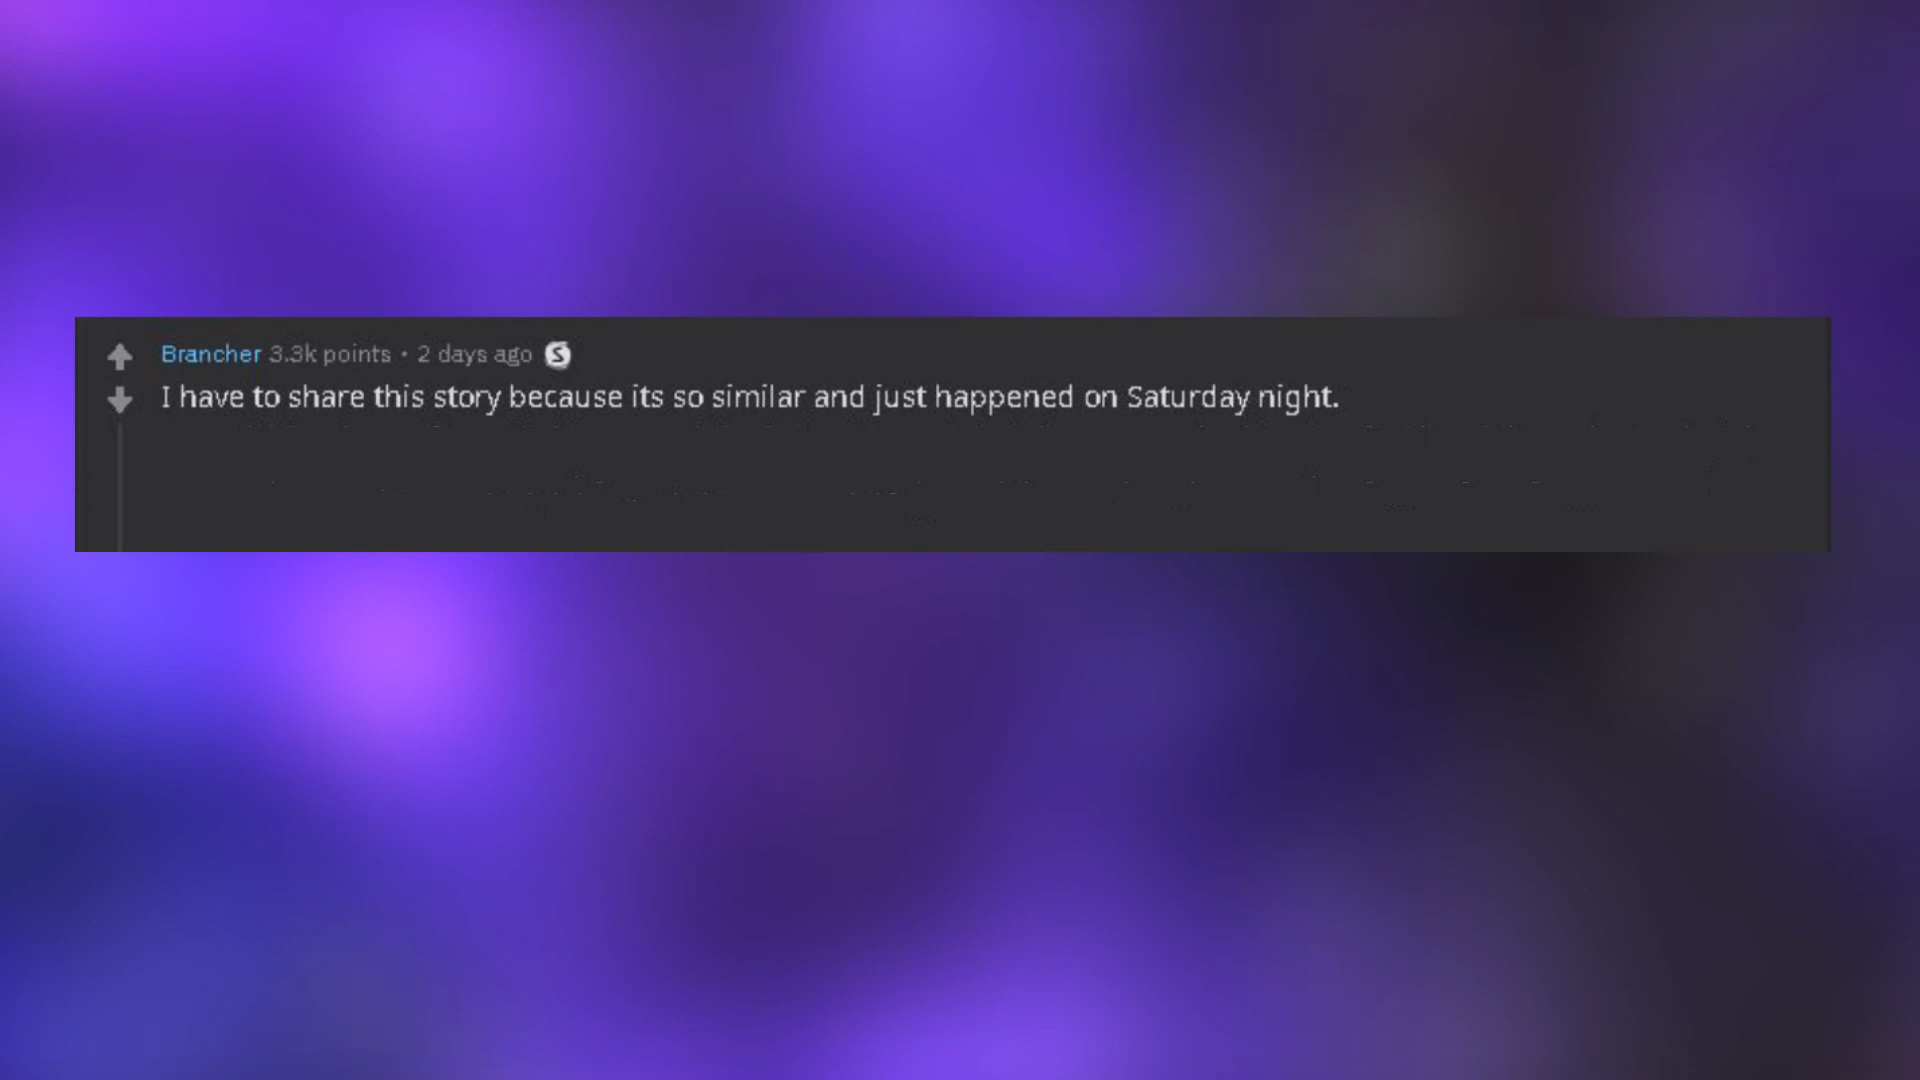 Brancher 3.3k points · 2 days ago S
I have to share this story because its so similar and just happened on Saturday night.